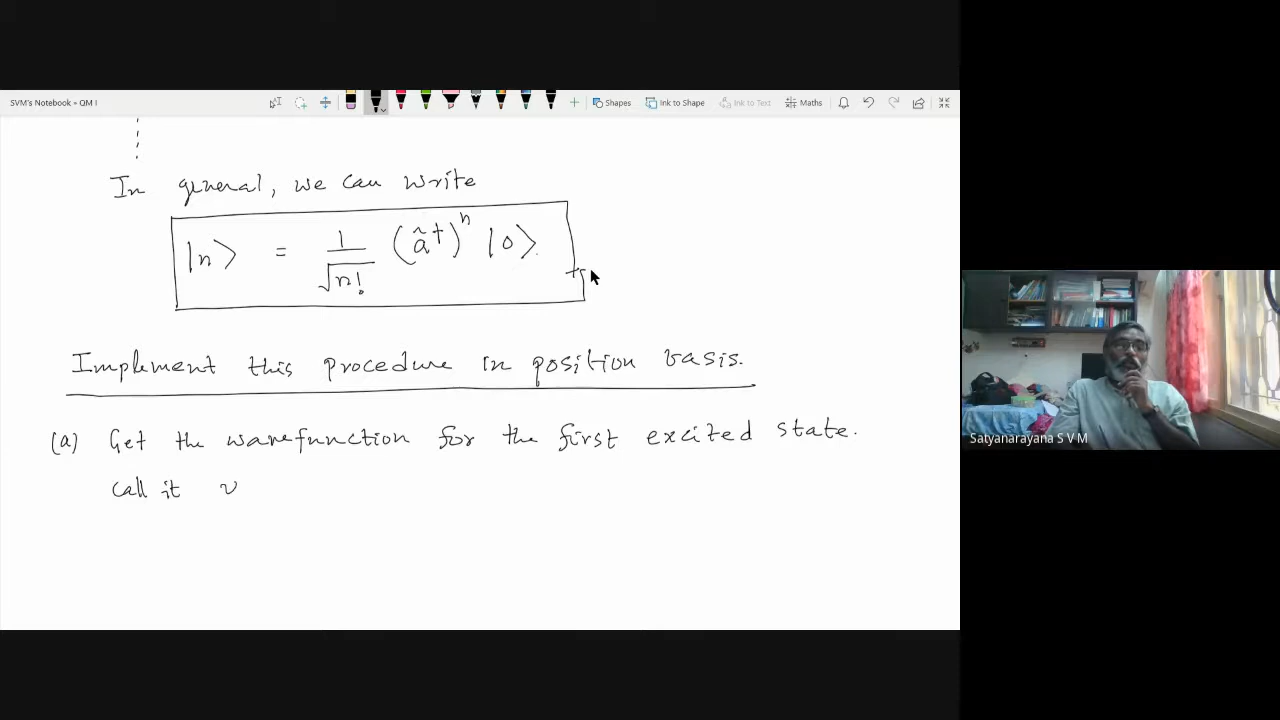 SVM's Notebook » QM I
Shapes Ink to Shape Ink to Text Maths
In general, we can write
|n⟩ = 1/√n! (â†)ⁿ |0⟩.
Implement this procedure in position basis.
(a) Get the wavefunction for the first excited state.
call it
Satyanarayana S V M